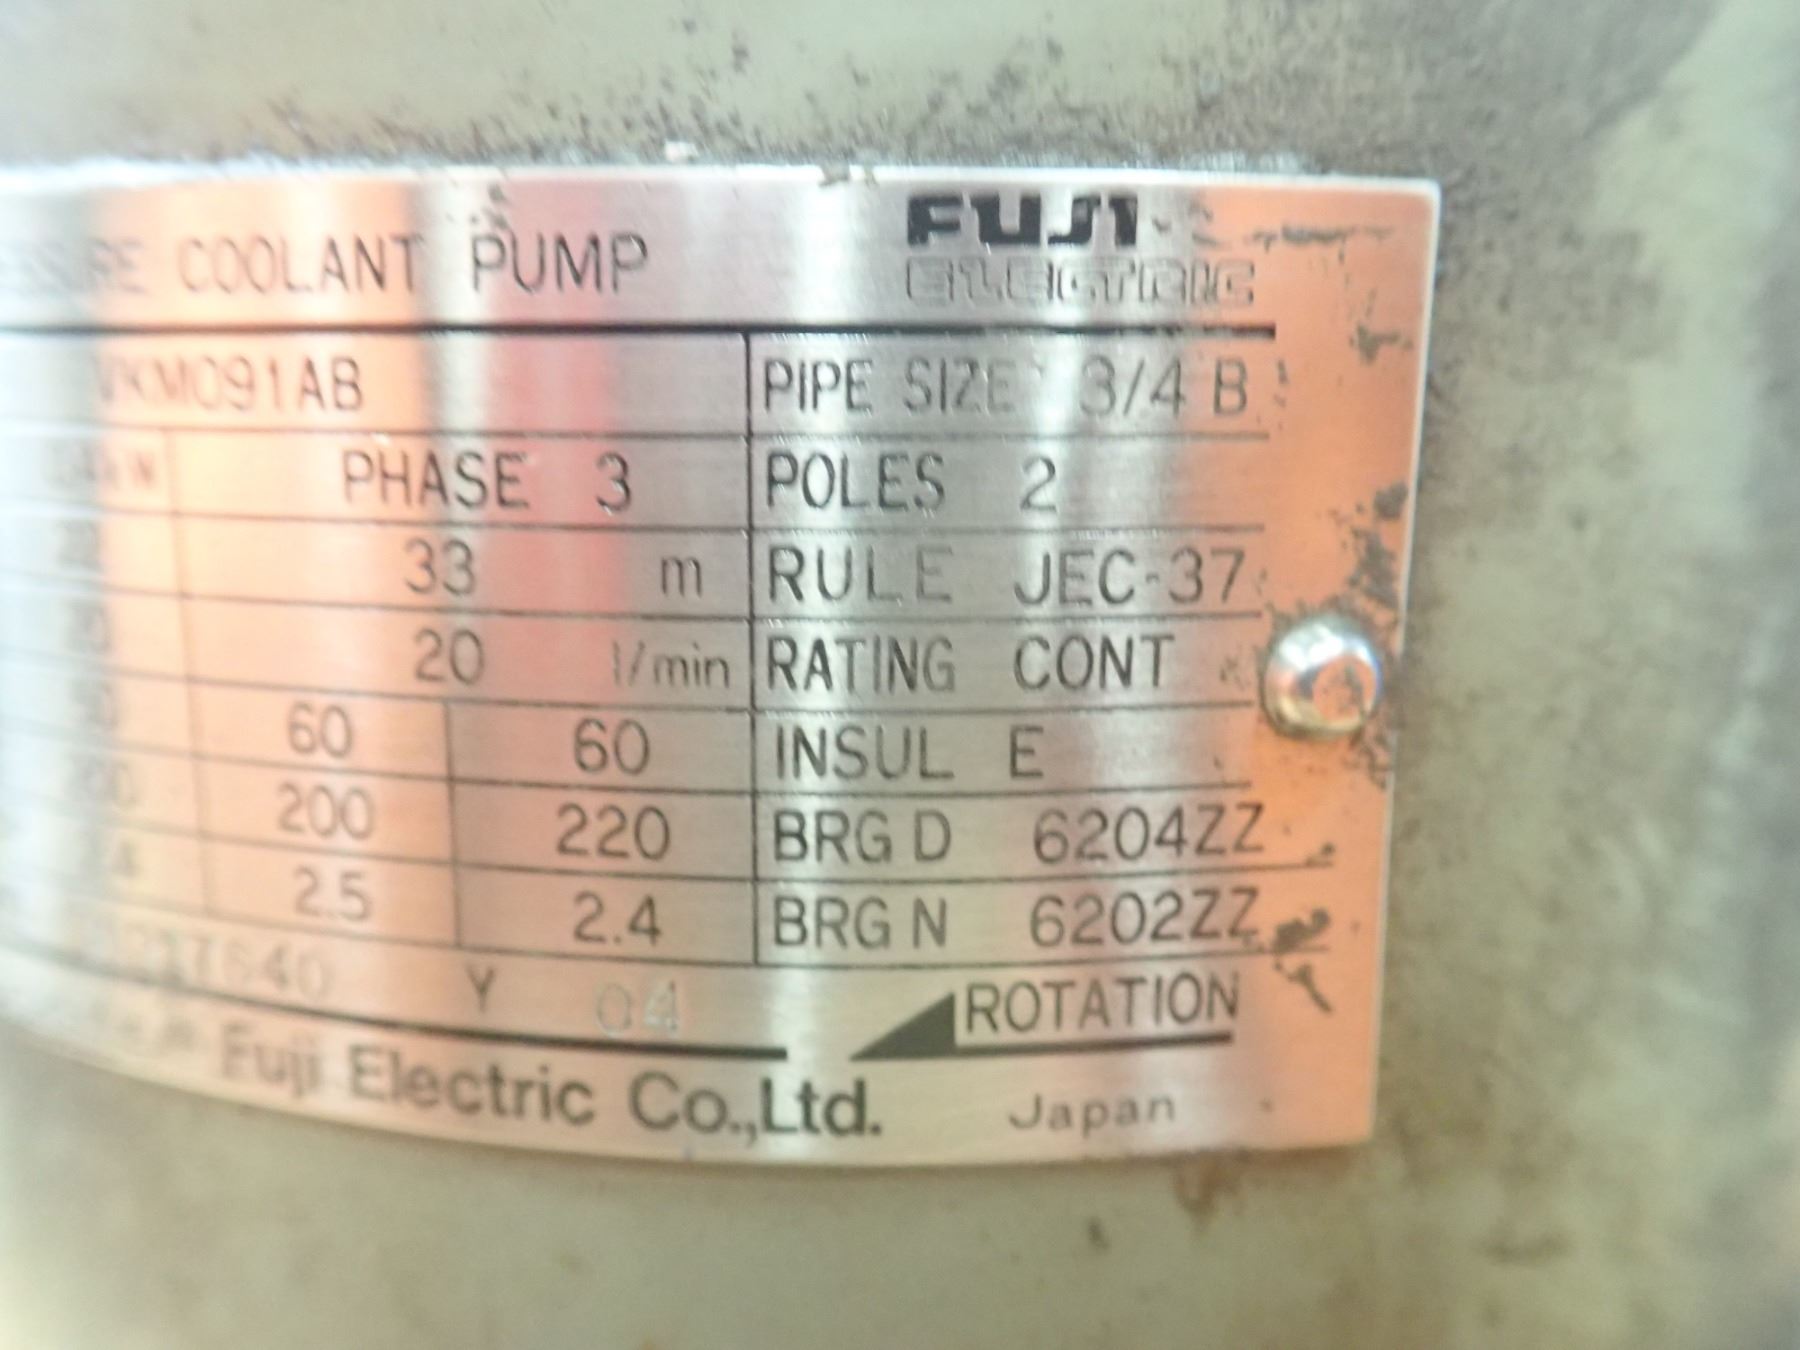 COOLANT PUMP FUJI
ELECTRIC
VKM091AB PIPE SIZE 3/4 B
PHASE 3 POLES 2
33 m RULE JEC-37
20 l/min RATING CONT
60 60 INSUL E
200 220 BRG D 6204ZZ
2.5 2.4 BRG N 6202ZZ
Y 04 ROTATION
Fuji Electric Co.,Ltd. Japan